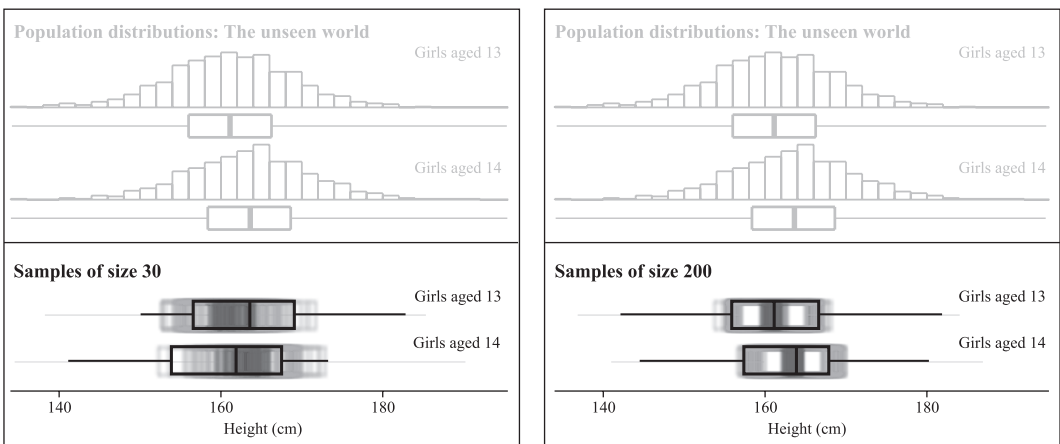 Population distributions: The unseen world
Girls aged 13
Girls aged 14
Samples of size 30
Girls aged 13
Girls aged 14
140 160 180
Height (cm)
Population distributions: The unseen world
Girls aged 13
Girls aged 14
Samples of size 200
Girls aged 13
Girls aged 14
140 160 180
Height (cm)